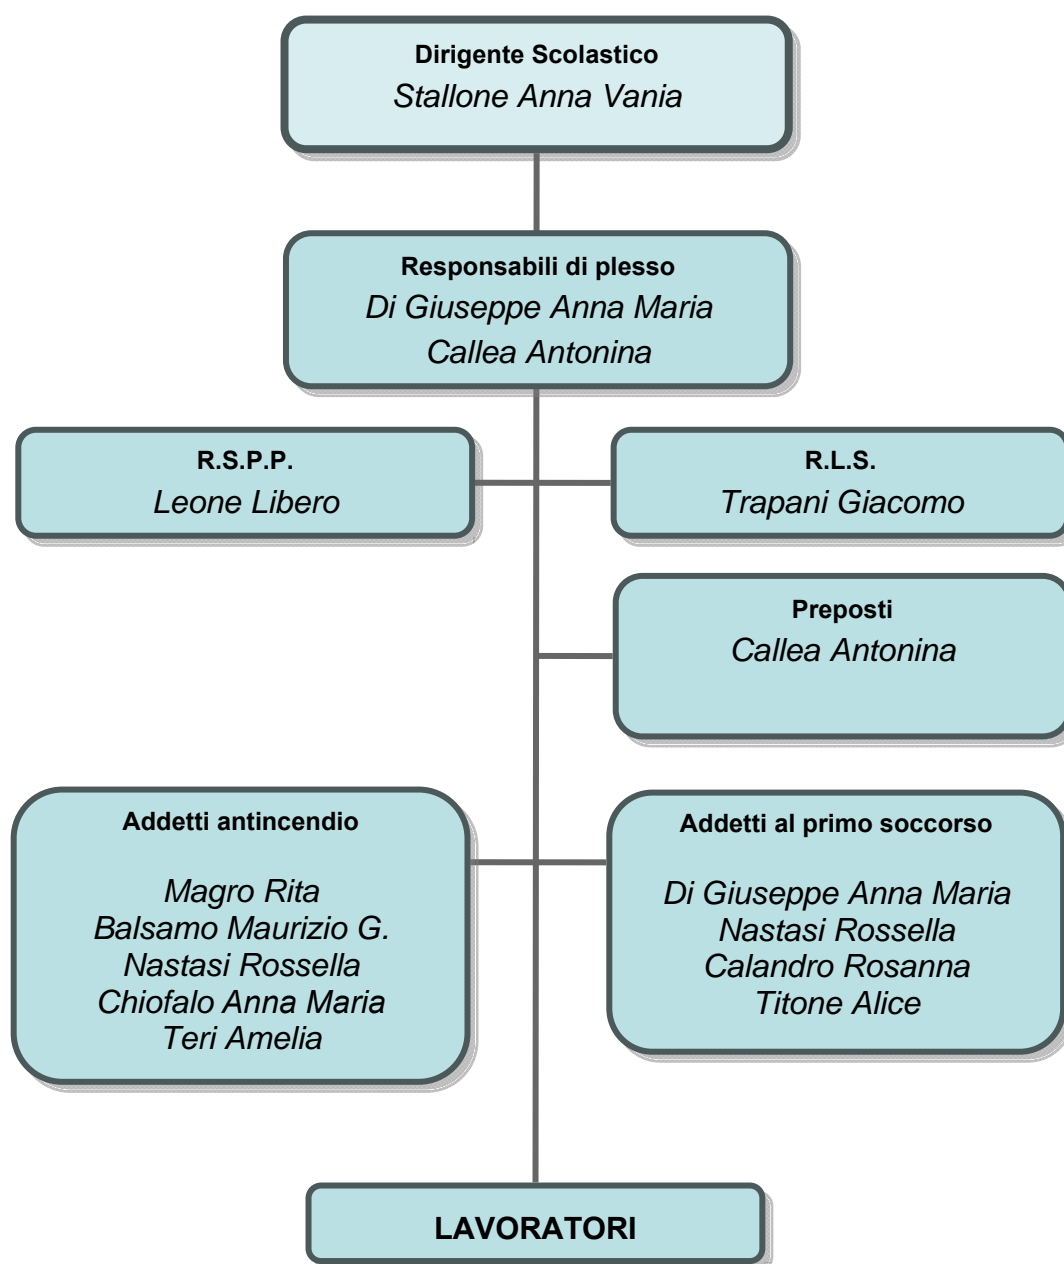 Dirigente Scolastico
Stallone Anna Vania
Responsabili di plesso
Di Giuseppe Anna Maria
Callea Antonina
R.S.P.P.
Leone Libero
R.L.S.
Trapani Giacomo
Preposti
Callea Antonina
Addetti antincendio
Magro Rita
Balsamo Maurizio G.
Nastasi Rossella
Chiofalo Anna Maria
Teri Amelia
Addetti al primo soccorso
Di Giuseppe Anna Maria
Nastasi Rossella
Calandro Rosanna
Titone Alice
LAVORATORI